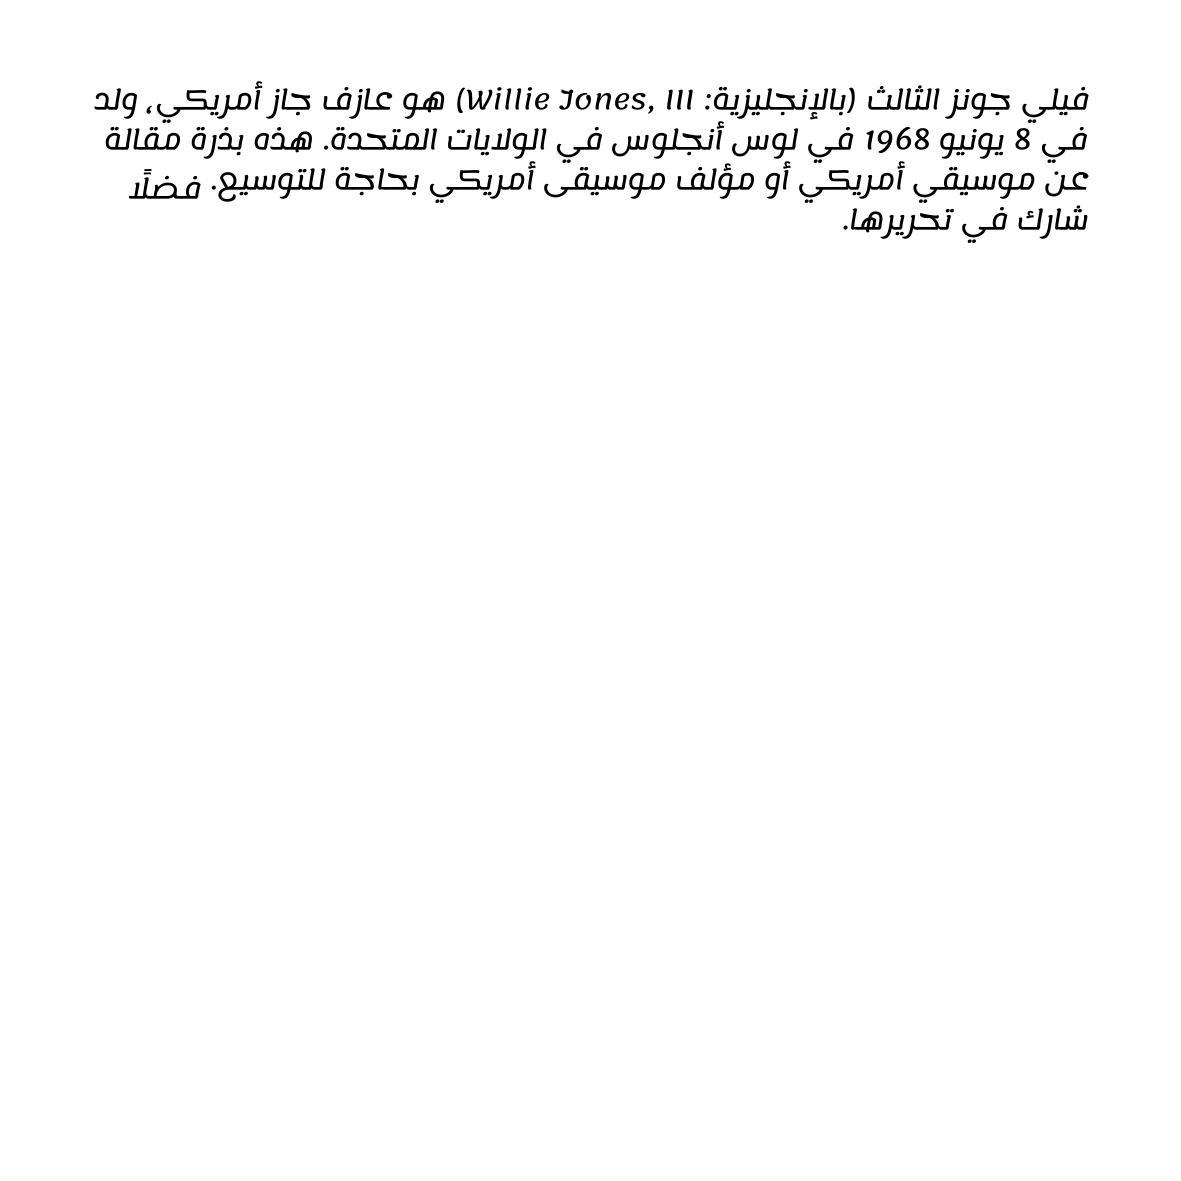 فيلي جونز الثالث (بالإنجليزية: Willie Jones, III) هو عازف جاز أمريكي، ولد
في 8 يونيو 1968 في لوس أنجلوس في الولايات المتحدة. هذه بذرة مقالة
عن موسيقي أمريكي أو مؤلف موسيقى أمريكي بحاجة للتوسيع. فضلًا
شارك في تحريرها.